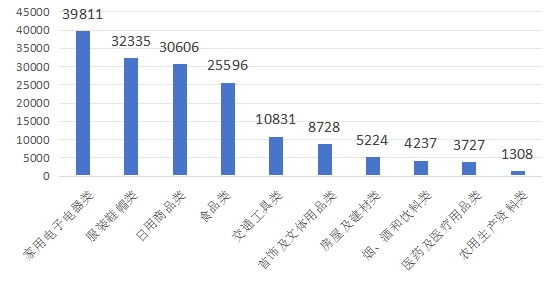 45000
40000
35000
30000
25000
20000
15000
10000
5000
0
39811
32335
30606
25596
10831
8728
5224
4237
3727
1308
家用电子电器类
服装鞋帽类
日用商品类
食品类
交通工具类
首饰及文体用品类
房屋及建材类
烟、酒和饮料类
医药及医疗用品类
农用生产资料类